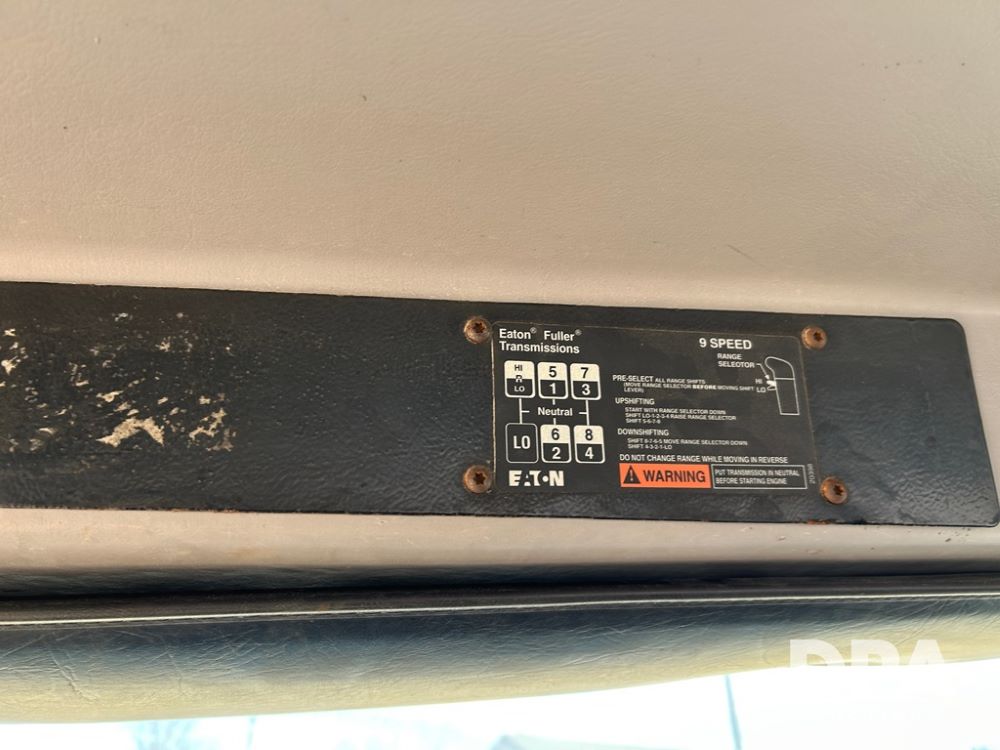 Eaton® Fuller®
Transmissions
9 SPEED
RANGE
SELEOTOR
HI
LO
HI
R
LO
5
1
7
3
Neutral
LO
6
2
8
4
PRE-SELECT ALL RANGE SHIFTS
(MOVE RANGE SELECTOR BEFORE MOVING SHIFT
LEVER)
UPSHIFTING
START WITH RANGE SELECTOR DOWN
SHIFT LO-1-2-3-4 RAISE RANGE SELECTOR
SHIFT 5-6-7-8
DOWNSHIFTING
SHIFT 8-7-6-5 MOVE RANGE SELECTOR DOWN
SHIFT 4-3-2-1-LO
DO NOT CHANGE RANGE WHILE MOVING IN REVERSE
WARNING
PUT TRANSMISSION IN NEUTRAL
BEFORE STARTING ENGINE
EATON
DPA